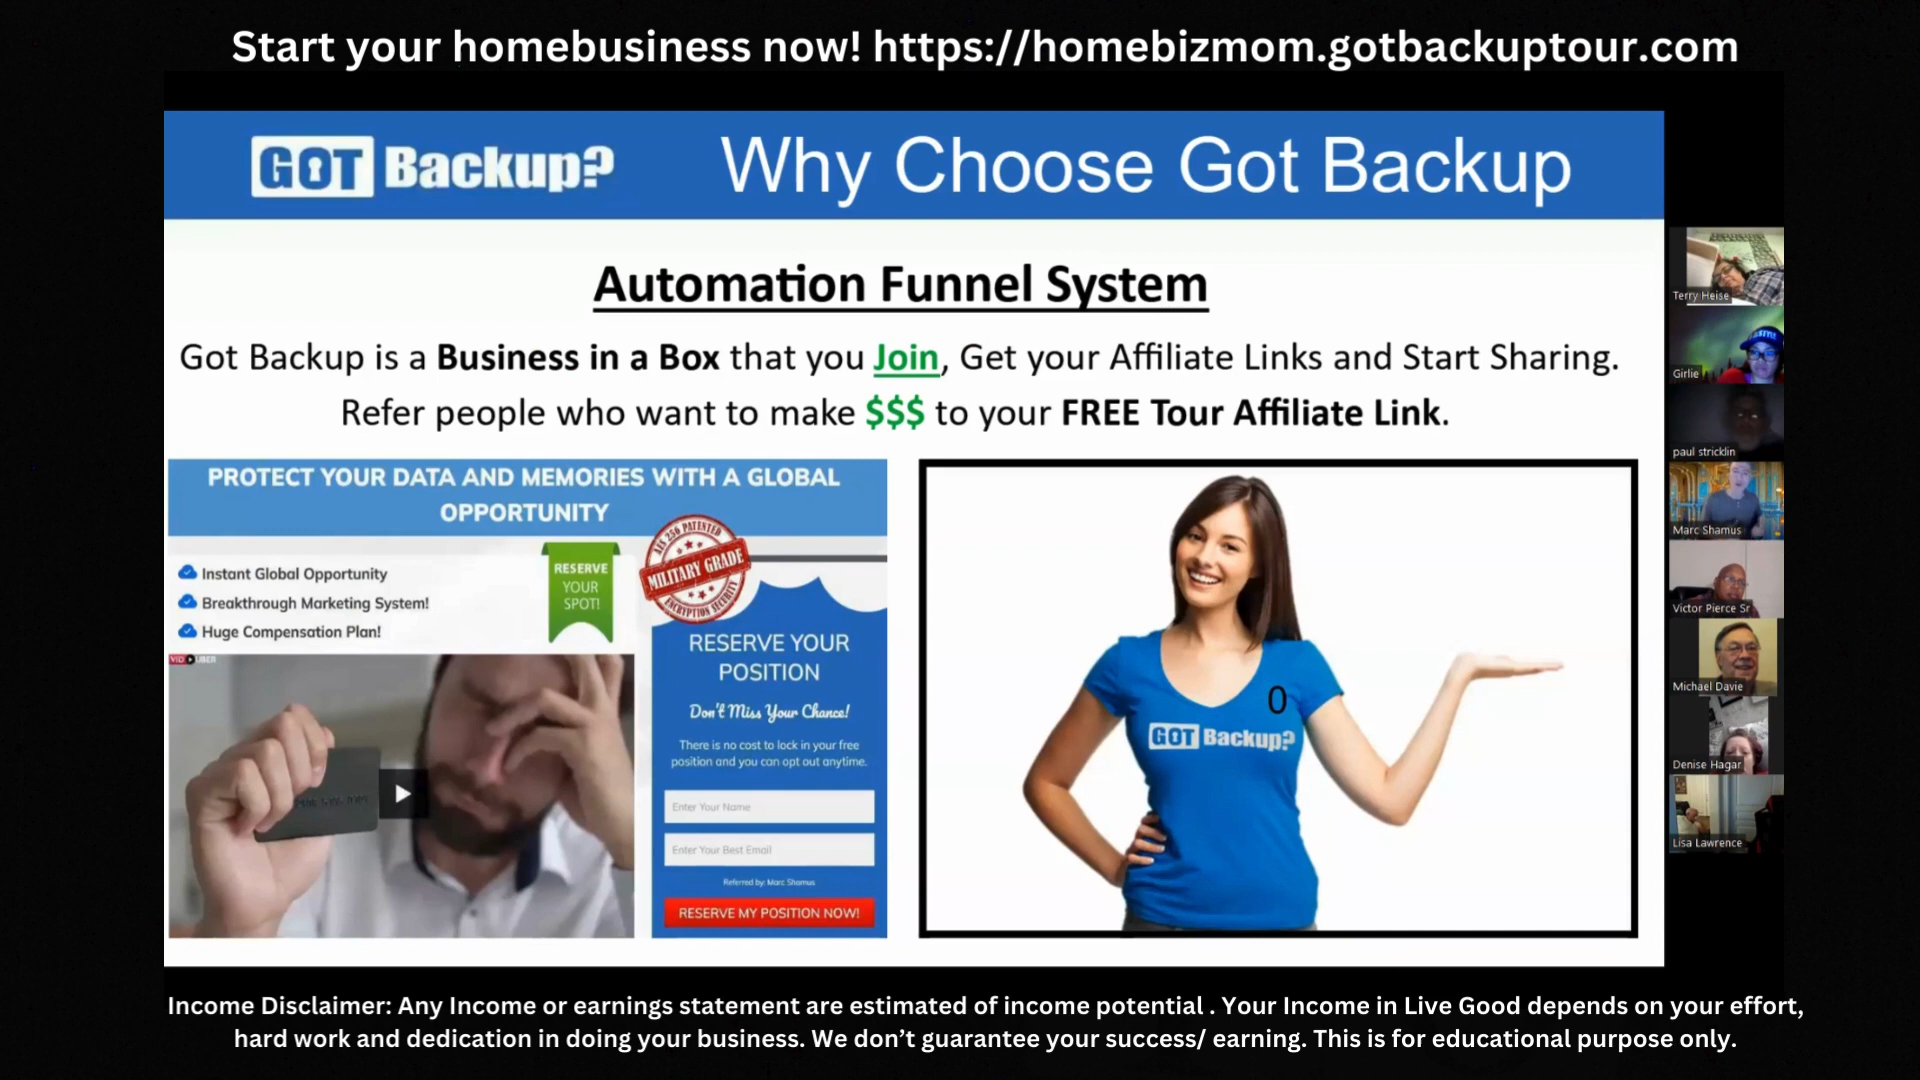 Start your homebusiness now! https://homebizmom.gotbackuptour.com
GOT Backup?
Why Choose Got Backup
Automation Funnel System
Got Backup is a Business in a Box that you Join, Get your Affiliate Links and Start Sharing.
Refer people who want to make $$$ to your FREE Tour Affiliate Link.
PROTECT YOUR DATA AND MEMORIES WITH A GLOBAL
OPPORTUNITY
Instant Global Opportunity
Breakthrough Marketing System!
Huge Compensation Plan!
RESERVE
YOUR
SPOT!
AES 256 PATENTED
MILITARY GRADE
ENCRYPTION SECURITY
VID UBER
RESERVE YOUR
POSITION
Don't Miss Your Chance!
There is no cost to lock in your free
position and you can opt out anytime.
Enter Your Name
Enter Your Best Email
Referred by: Marc Shamus
RESERVE MY POSITION NOW!
0
GOT Backup?
Terry Heise
Girlie
paul stricklin
Marc Shamus
Victor Pierce Sr
Michael Davie
Denise Hagar
Lisa Lawrence
Income Disclaimer: Any Income or earnings statement are estimated of income potential . Your Income in Live Good depends on your effort,
hard work and dedication in doing your business. We don’t guarantee your success/ earning. This is for educational purpose only.